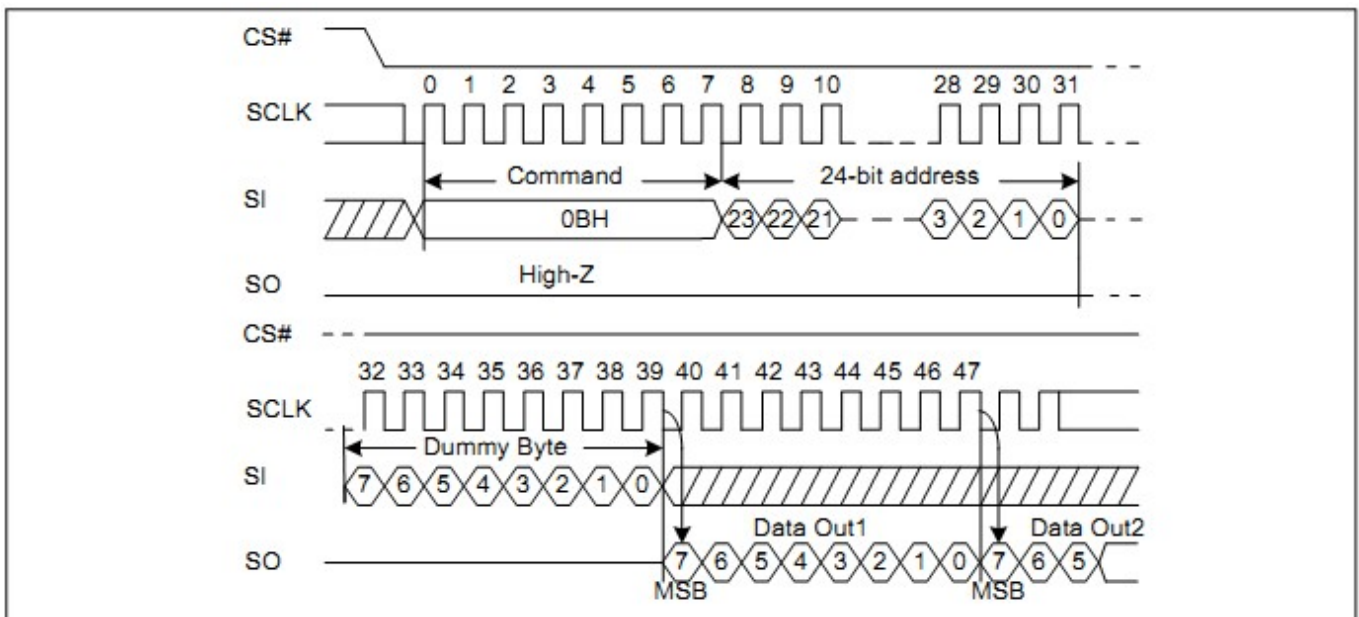 CS#
0 1 2 3 4 5 6 7 8 9 10 28 29 30 31
SCLK
Command 24-bit address
SI
0BH 23 22 21 3 2 1 0
High-Z
SO
CS#
32 33 34 35 36 37 38 39 40 41 42 43 44 45 46 47
SCLK
Dummy Byte
SI
7 6 5 4 3 2 1 0
Data Out1 Data Out2
SO
7 6 5 4 3 2 1 0 7 6 5
MSB MSB